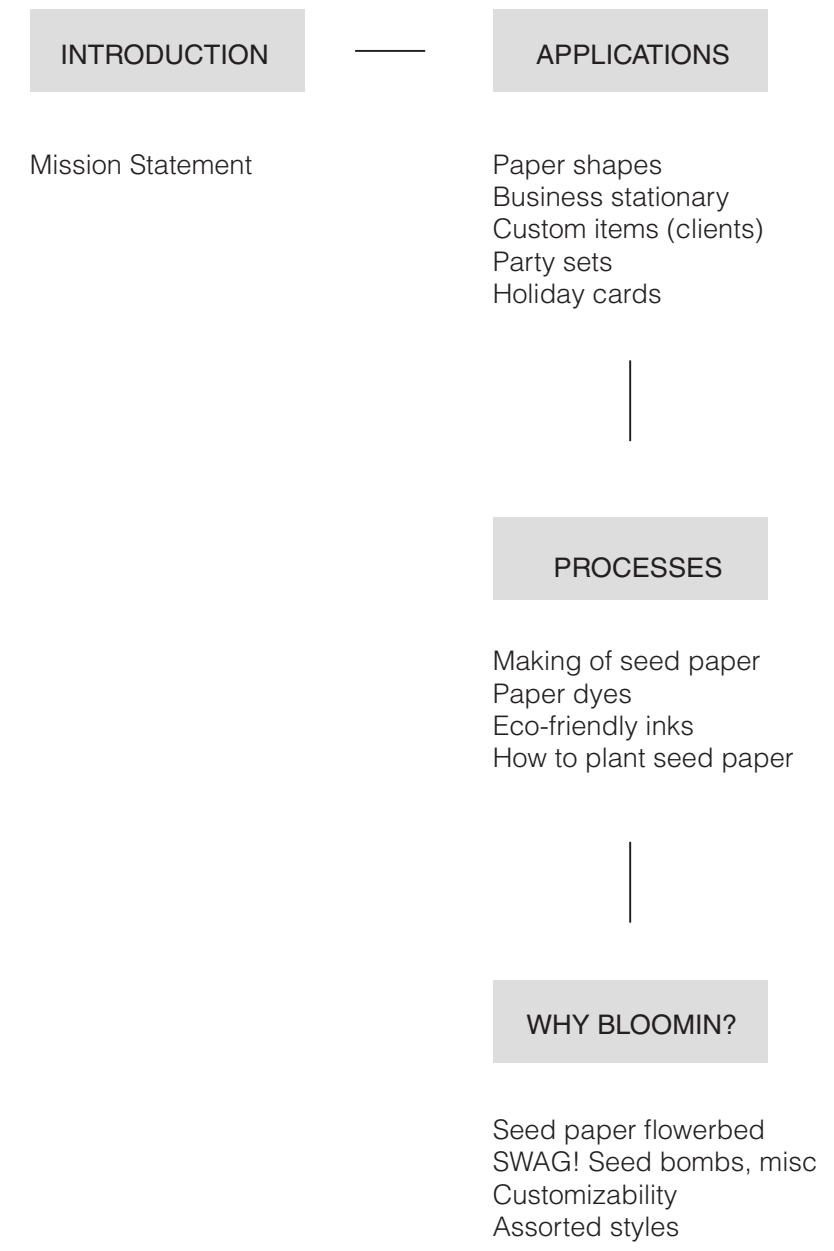 INTRODUCTION
Mission Statement
APPLICATIONS
Paper shapes
Business stationary
Custom items (clients)
Party sets
Holiday cards
PROCESSES
Making of seed paper
Paper dyes
Eco-friendly inks
How to plant seed paper
WHY BLOOMIN?
Seed paper flowerbed
SWAG! Seed bombs, misc
Customizability
Assorted styles